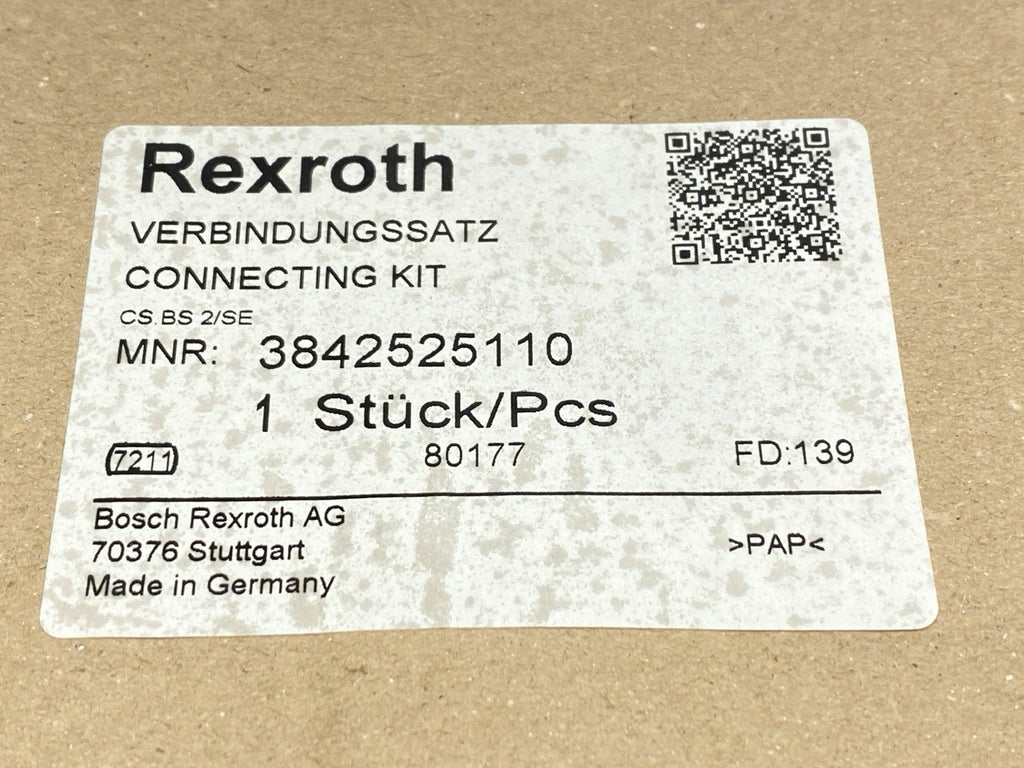 Rexroth
VERBINDUNGSSATZ
CONNECTING KIT
CS.BS 2/SE
MNR: 3842525110
1 Stück/Pcs
7211 80177 FD:139
Bosch Rexroth AG
70376 Stuttgart
>PAP<
Made in Germany